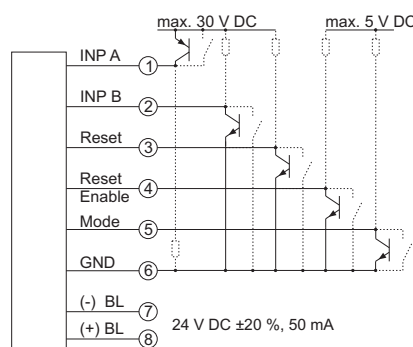 max. 30 V DC
max. 5 V DC
INP A 1
INP B 2
Reset 3
Reset
Enable 4
Mode 5
GND 6
(-) BL 7
(+) BL 8
24 V DC ±20 %, 50 mA